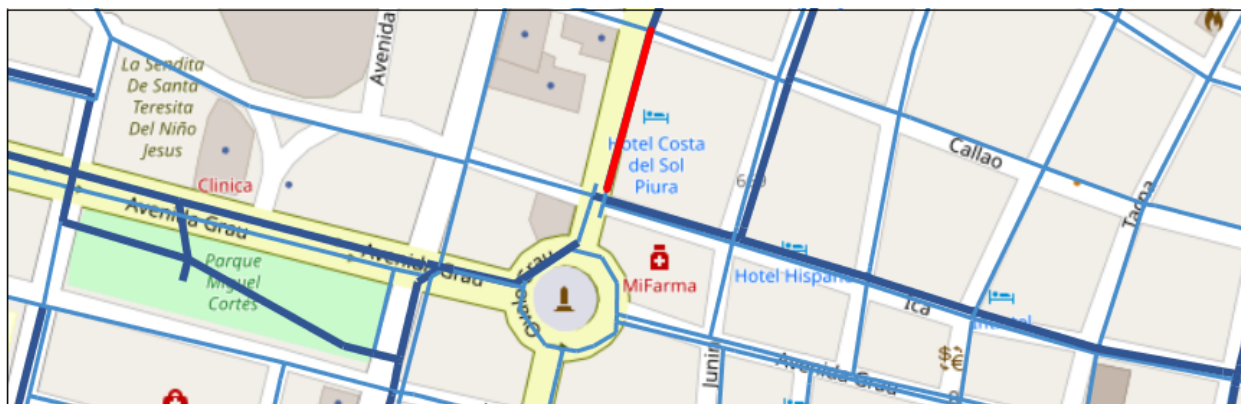 La Sendita
De Santa
Teresita
Del Niño
Jesus
Avenida
Clinica
Avenida Grau
Parque
Miguel
Cortes
Avenida Grau
Hotel Costa
del Sol
Piura
Callao
Tacna
MiFarma
Hotel Hispano
Ica
Junin
Avenida Grau